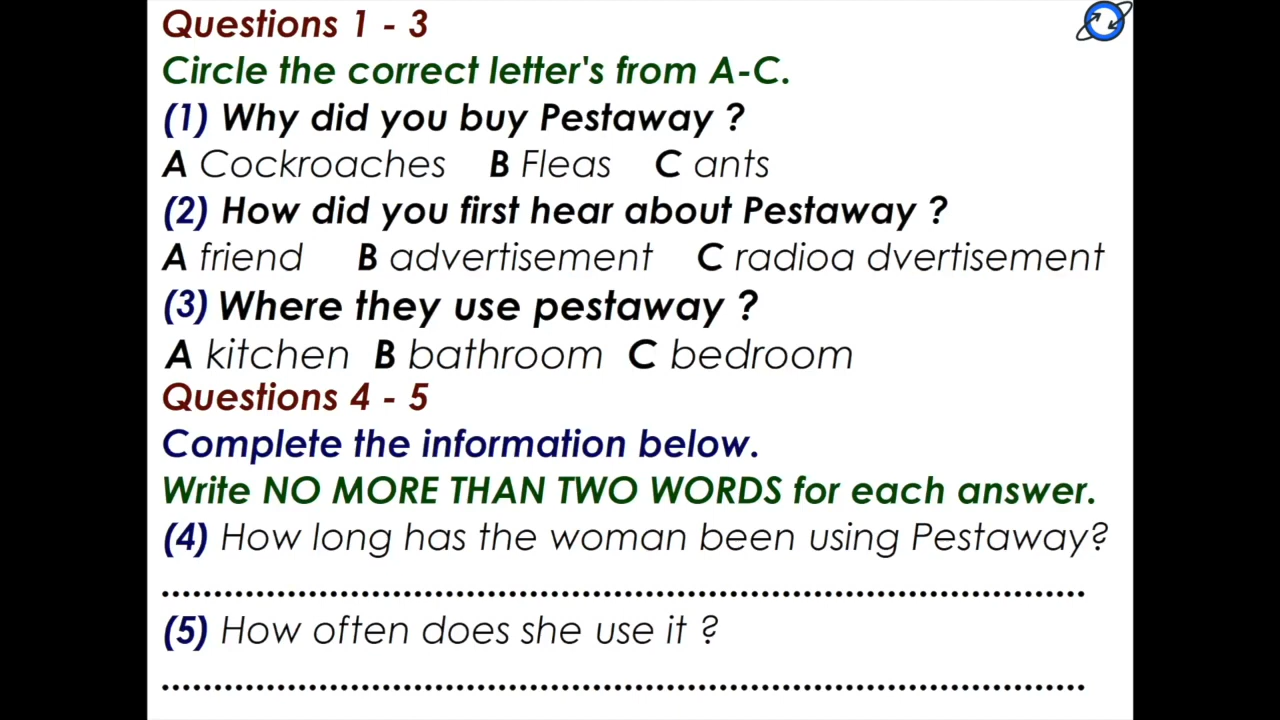 Questions 1 - 3
Circle the correct letter's from A-C.
(1) Why did you buy Pestaway ?
A Cockroaches B Fleas C ants
(2) How did you first hear about Pestaway ?
A friend B advertisement C radioa dvertisement
(3) Where they use pestaway ?
A kitchen B bathroom C bedroom
Questions 4 - 5
Complete the information below.
Write NO MORE THAN TWO WORDS for each answer.
(4) How long has the woman been using Pestaway?
..........................................................................................
(5) How often does she use it ?
..........................................................................................